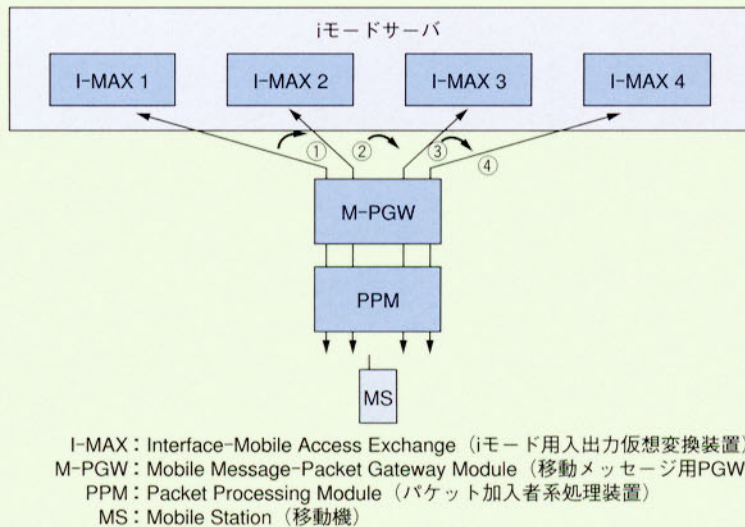 iモードサーバ
I-MAX 1
I-MAX 2
I-MAX 3
I-MAX 4
①
②
③
④
M-PGW
PPM
MS
I-MAX：Interface-Mobile Access Exchange（iモード用入出力仮想変換装置）
M-PGW：Mobile Message-Packet Gateway Module（移動メッセージ用PGW
PPM：Packet Processing Module（パケット加入者系処理装置）
MS：Mobile Station（移動機）